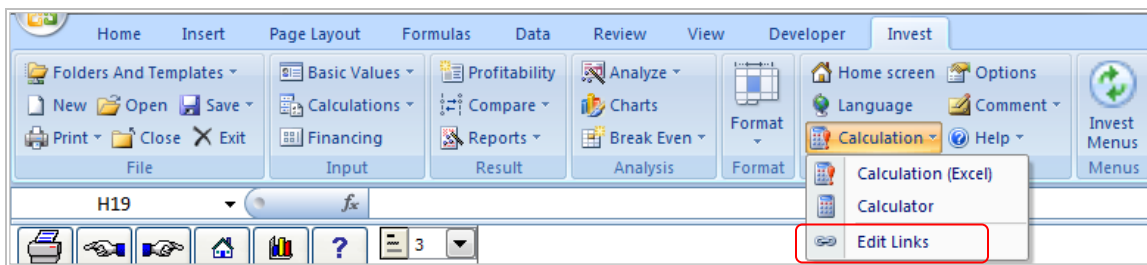 Home Insert Page Layout Formulas Data Review View Developer Invest
Folders And Templates Basic Values Profitability Analyze Home screen Options
New Open Save Calculations Compare Charts Format Language Comment Invest Menus
Print Close Exit Financing Reports Break Even Calculation Help
File Input Result Analysis Format Menus
Calculation (Excel)
H19 fx
Calculator
? 3
Edit Links